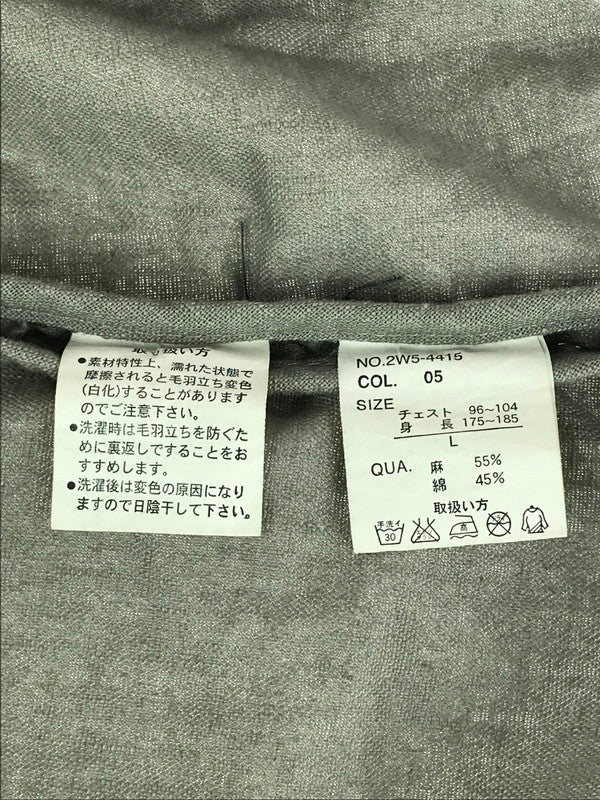 取り扱い方
●素材特性上、濡れた状態で
摩擦されると毛羽立ち変色
(白化)することがあります
のでご注意下さい。
●洗濯時は毛羽立ちを防ぐた
めに裏返しですることをお
すすめします。
●洗濯後は変色の原因になり
ますので日陰干して下さい。
NO.2W5-4415
COL. 05
SIZE
チェスト 96~104
身 長 175~185
L
QUA. 麻 55%
綿 45%
取扱い方
手洗イ
30
高